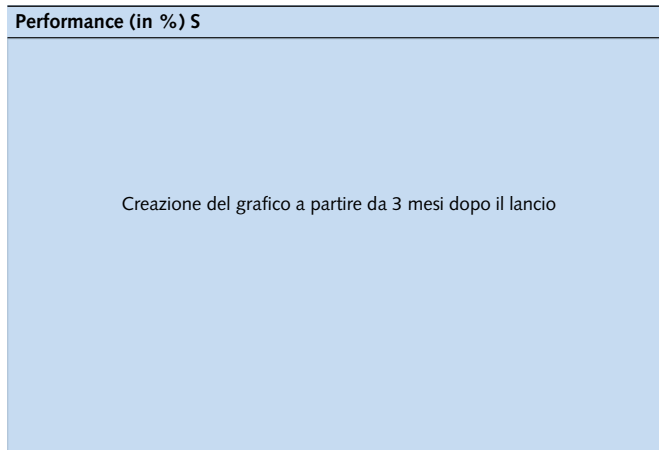 Performance (in %) S
Creazione del grafico a partire da 3 mesi dopo il lancio